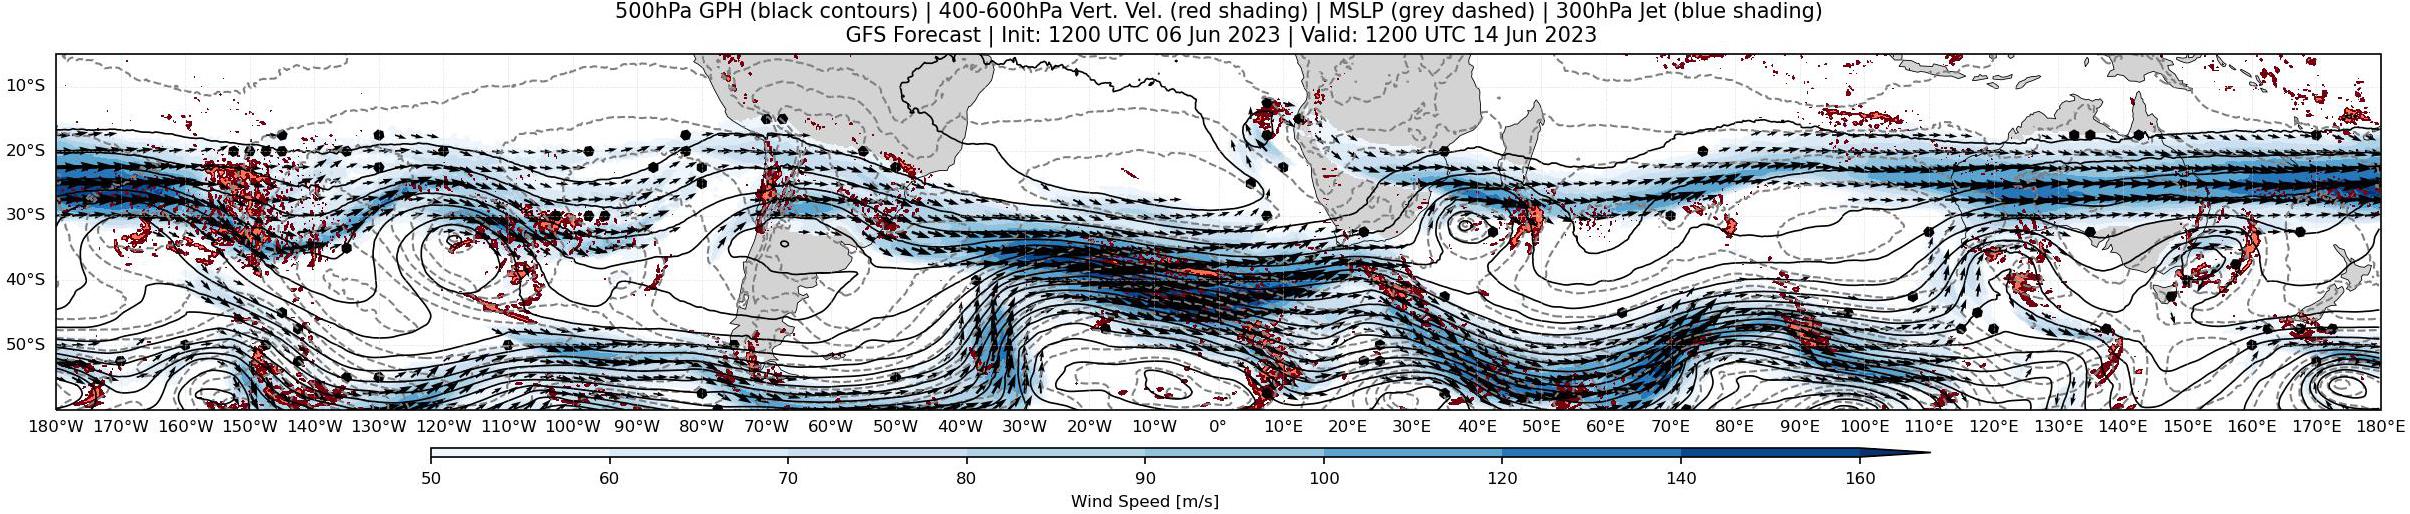 500hPa GPH (black contours) | 400-600hPa Vert. Vel. (red shading) | MSLP (grey dashed) | 300hPa Jet (blue shading)
GFS Forecast | Init: 1200 UTC 06 Jun 2023 | Valid: 1200 UTC 14 Jun 2023
10°S
20°S
30°S
40°S
50°S
180°W 170°W 160°W 150°W 140°W 130°W 120°W 110°W 100°W 90°W 80°W 70°W 60°W 50°W 40°W 30°W 20°W 10°W 0° 10°E 20°E 30°E 40°E 50°E 60°E 70°E 80°E 90°E 100°E 110°E 120°E 130°E 140°E 150°E 160°E 170°E 180°E
50 60 70 80 90 100 120 140 160
Wind Speed [m/s]